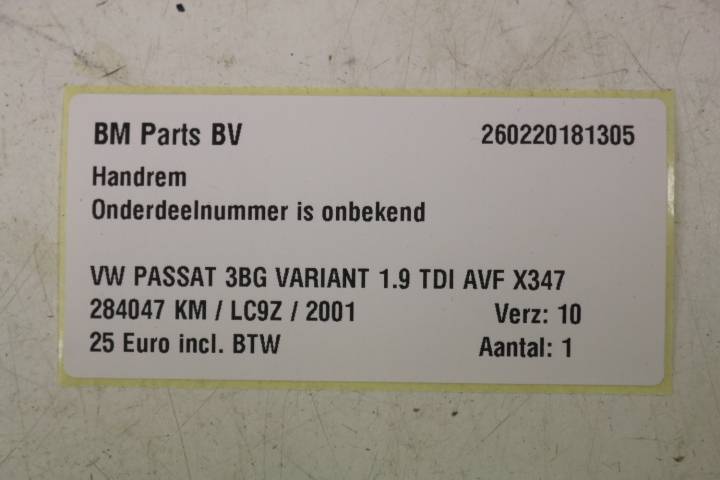 BM Parts BV 260220181305
Handrem
Onderdeelnummer is onbekend
VW PASSAT 3BG VARIANT 1.9 TDI AVF X347
284047 KM / LC9Z / 2001 Verz: 10
25 Euro incl. BTW Aantal: 1